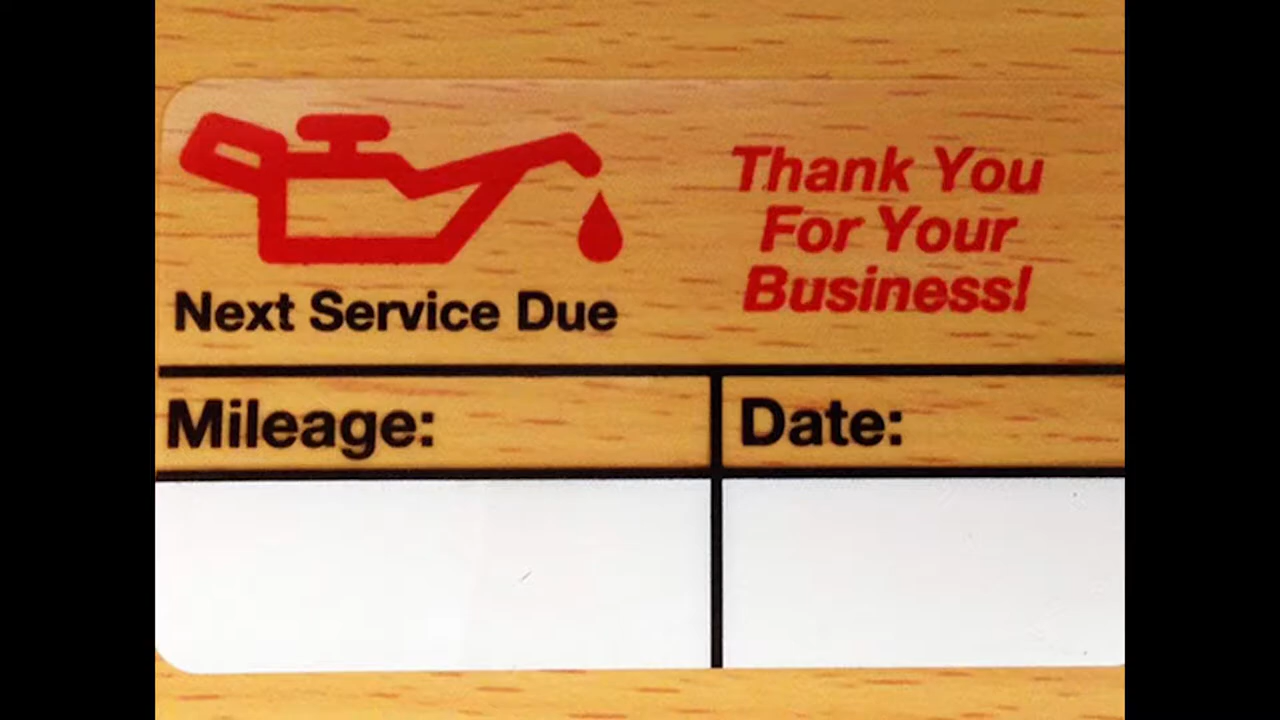 Thank You
For Your
Business!
Next Service Due
Mileage:
Date: